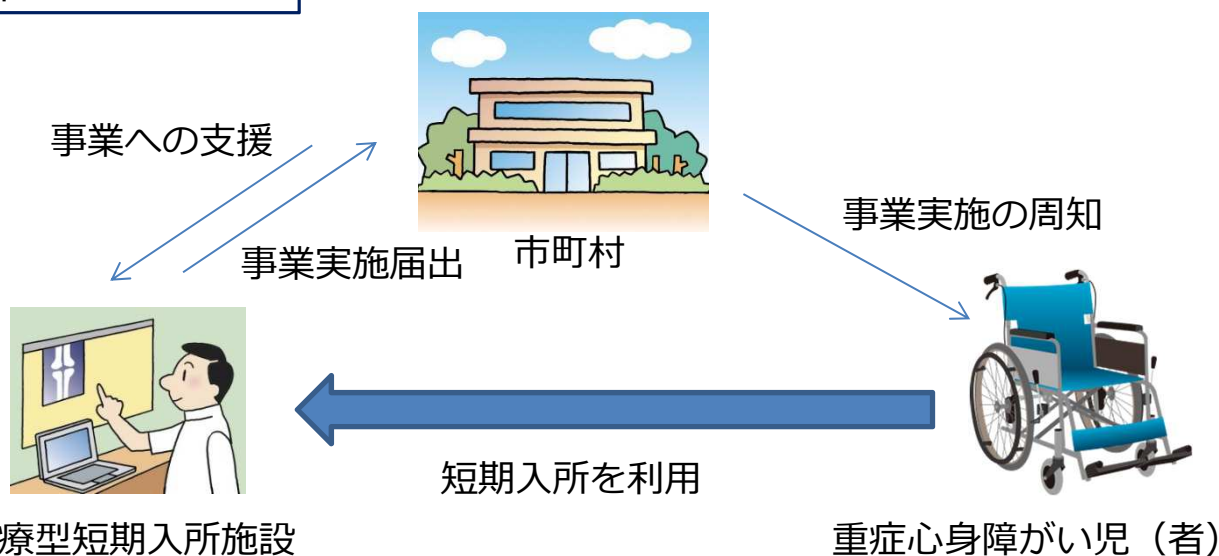 事業への支援
事業実施の周知
事業実施届出
市町村
短期入所を利用
療型短期入所施設
重症心身障がい児（者）